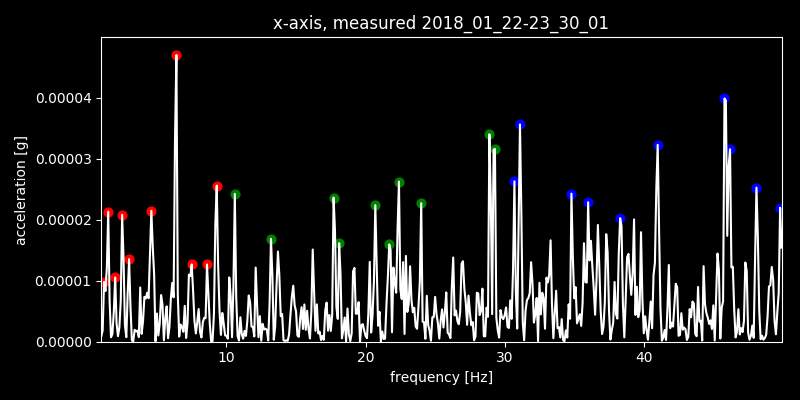 x-axis, measured 2018_01_22-23_30_01
acceleration [g]
0.00004
0.00003
0.00002
0.00001
0.00000
10 20 30 40
frequency [Hz]